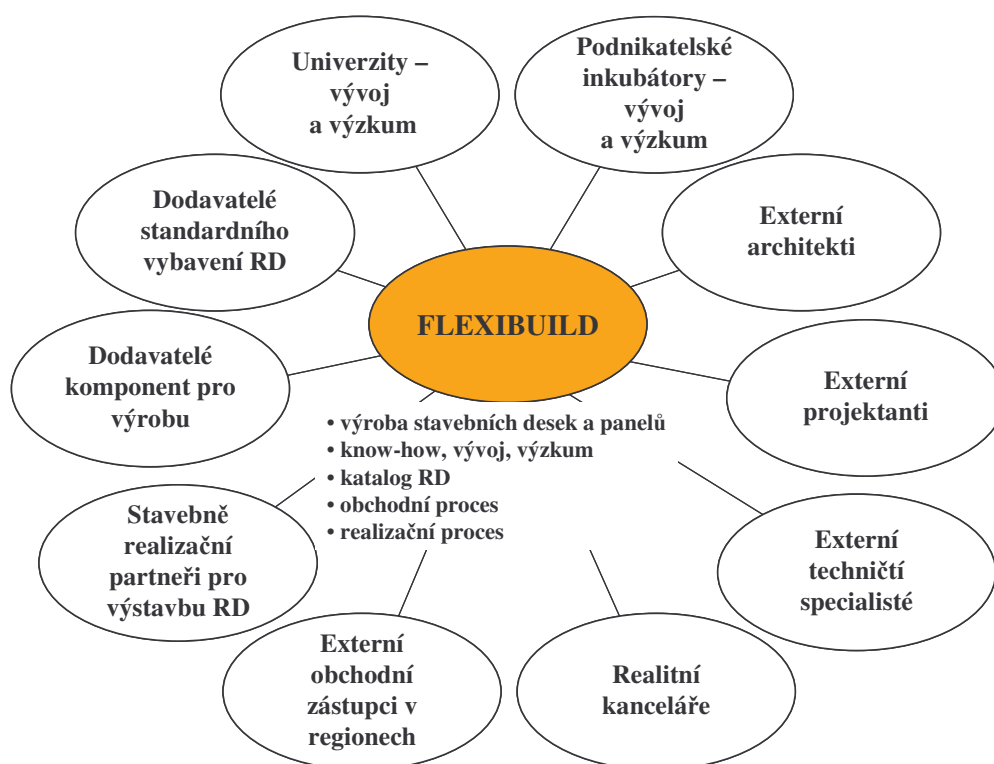 Univerzity –
vývoj
a výzkum
Podnikatelské
inkubátory –
vývoj
a výzkum
Dodavatelé
standardního
vybavení RD
Externí
architekti
FLEXIBUILD
Dodavatelé
komponent pro
výrobu
Externí
projektanti
• výroba stavebních desek a panelů
• know-how, vývoj, výzkum
• katalog RD
• obchodní proces
• realizační proces
Stavebně
realizační
partneři pro
výstavbu RD
Externí
techničtí
specialisté
Externí
obchodní
zástupci v
regionech
Realitní
kanceláře